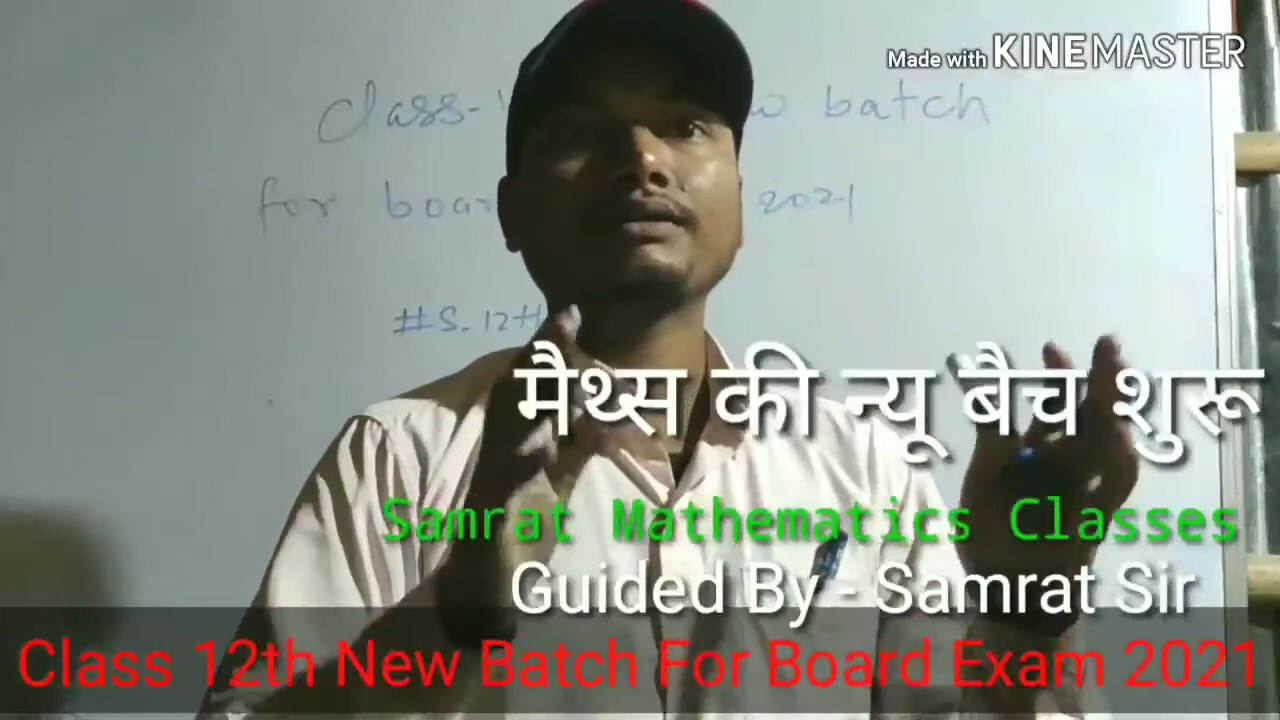 Made with KINEMASTER
Class- batch
for 2021
#S. 12th
मैथ्स की न्यू बैच शुरू
Samrat Mathematics Classes
Guided By - Samrat Sir
Class 12th New Batch For Board Exam 2021